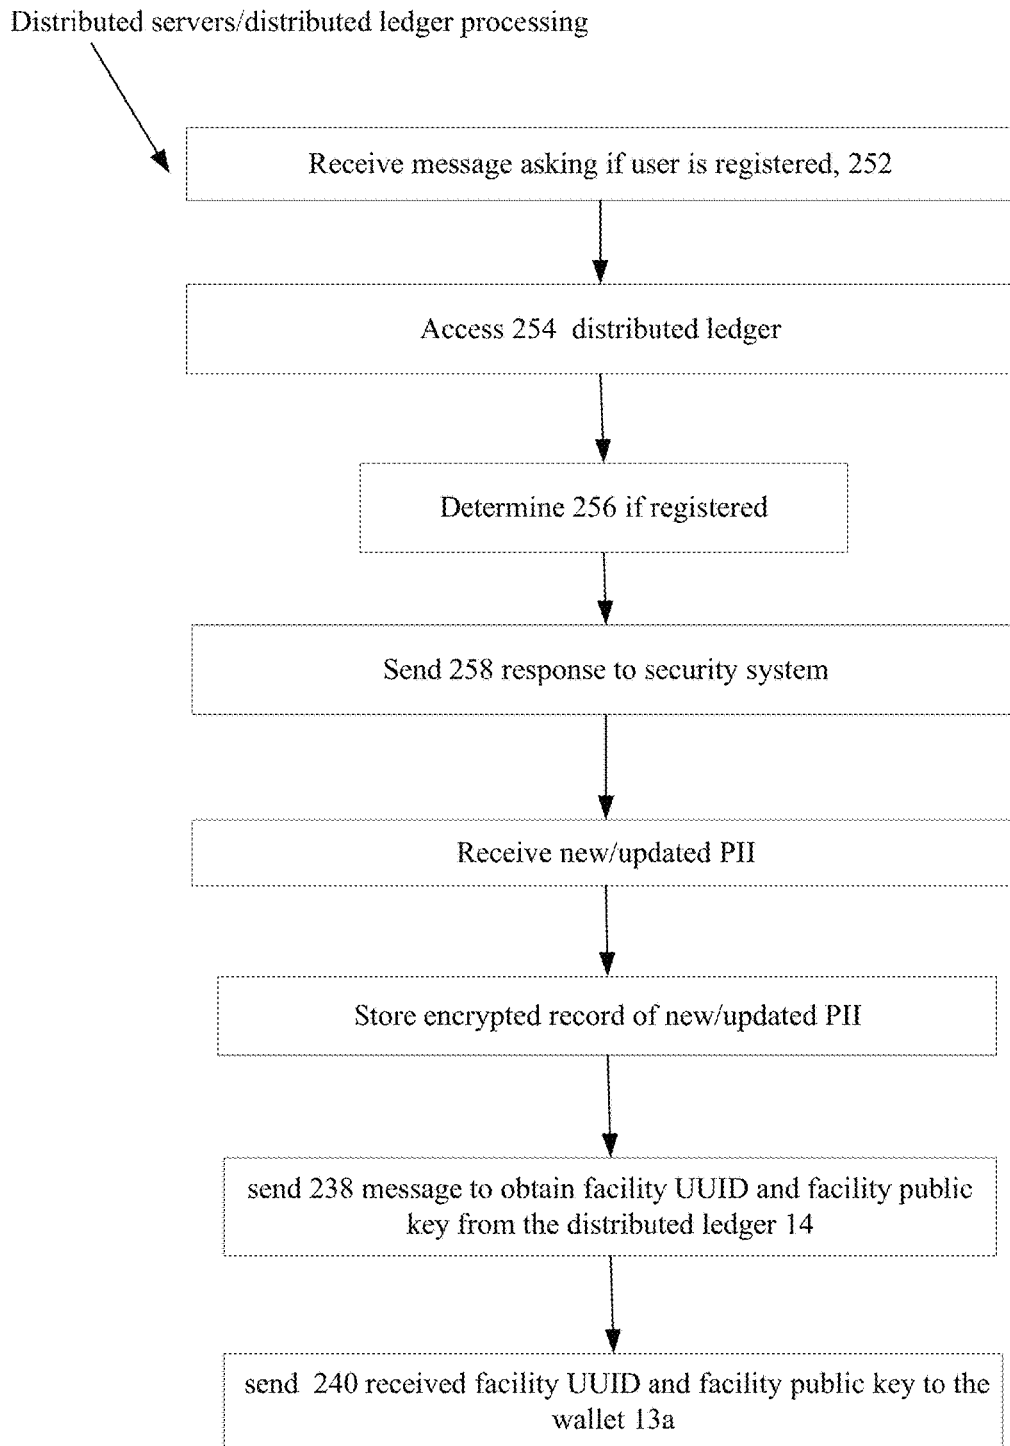 Distributed servers/distributed ledger processing
Receive message asking if user is registered, 252
Access 254 distributed ledger
Determine 256 if registered
Send 258 response to security system
Receive new/updated PII
Store encrypted record of new/updated PII
send 238 message to obtain facility UUID and facility public
key from the distributed ledger 14
send 240 received facility UUID and facility public key to the
wallet 13a